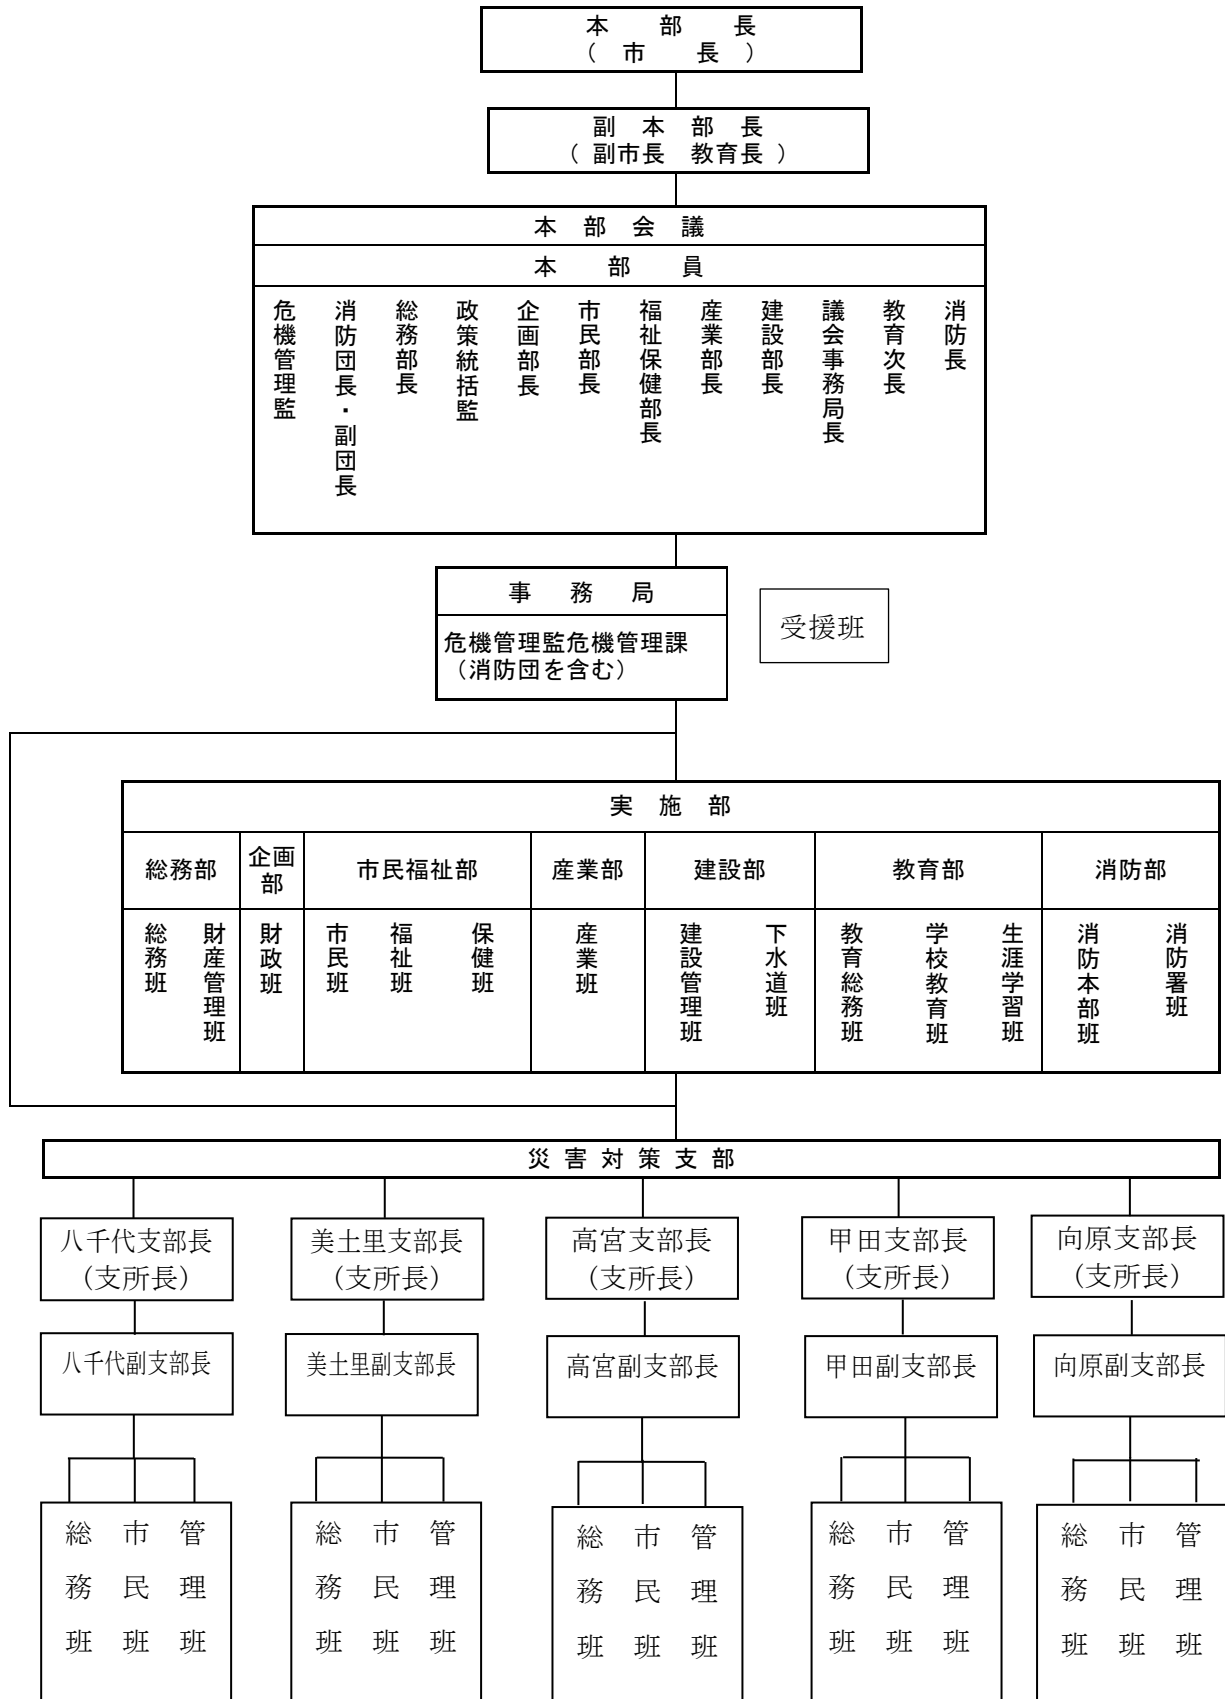 本部長
（市長）
副本部長
（副市長　教育長）
本部会議
本部員
危機管理監
消防団長・副団長
総務部長
政策統括監
企画部長
市民部長
福祉保健部長
産業部長
建設部長
議会事務局長
教育次長
消防長
事務局
危機管理監危機管理課
（消防団を含む）
受援班
実施部
総務部
企画
部
市民福祉部
産業部
建設部
教育部
消防部
総務班
財産管理班
財政班
市民班
福祉班
保健班
産業班
建設管理班
下水道班
教育総務班
学校教育班
生涯学習班
消防本部班
消防署班
災害対策支部
八千代支部長
（支所長）
美土里支部長
（支所長）
高宮支部長
（支所長）
甲田支部長
（支所長）
向原支部長
（支所長）
八千代副支部長
美土里副支部長
高宮副支部長
甲田副支部長
向原副支部長
総務班
市民班
管理班
総務班
市民班
管理班
総務班
市民班
管理班
総務班
市民班
管理班
総務班
市民班
管理班